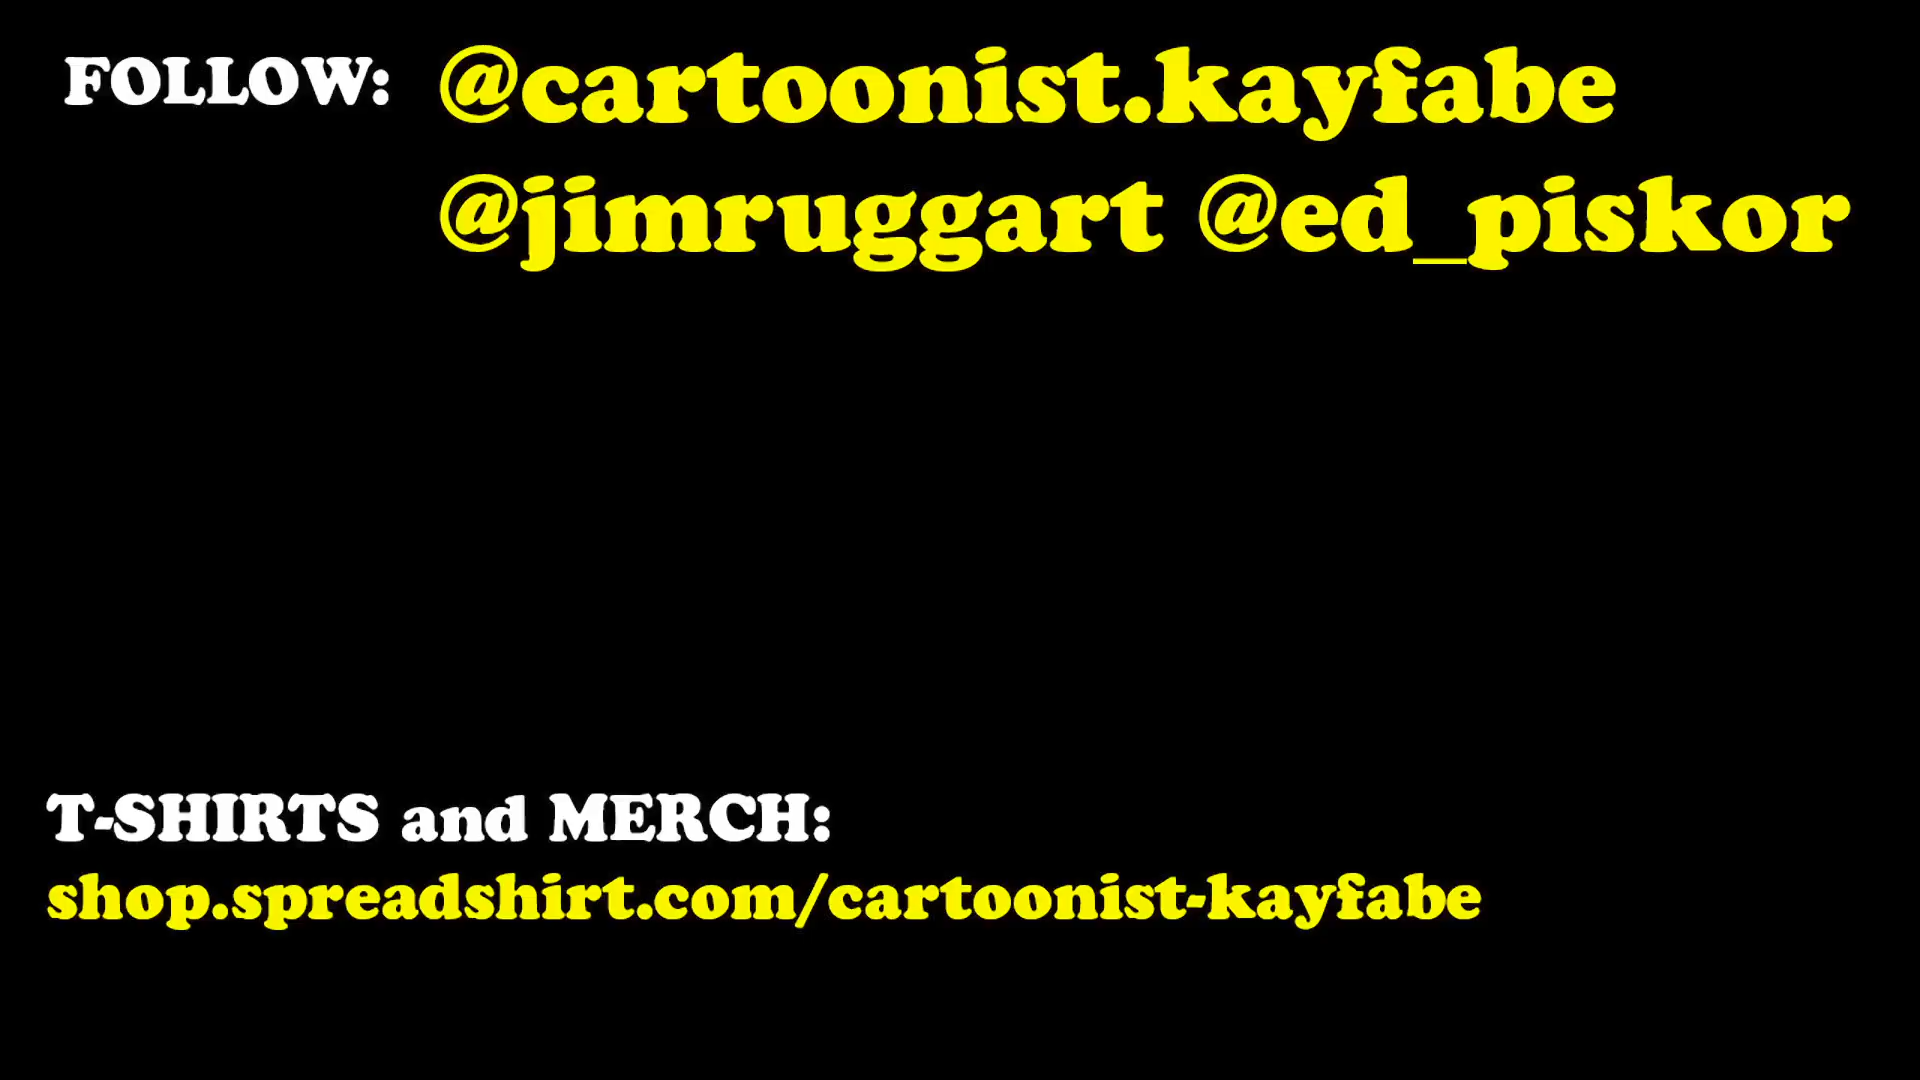 FOLLOW: @cartoonist.kayfabe
@jimruggart @ed_piskor
T-SHIRTS and MERCH:
shop.spreadshirt.com/cartoonist-kayfabe